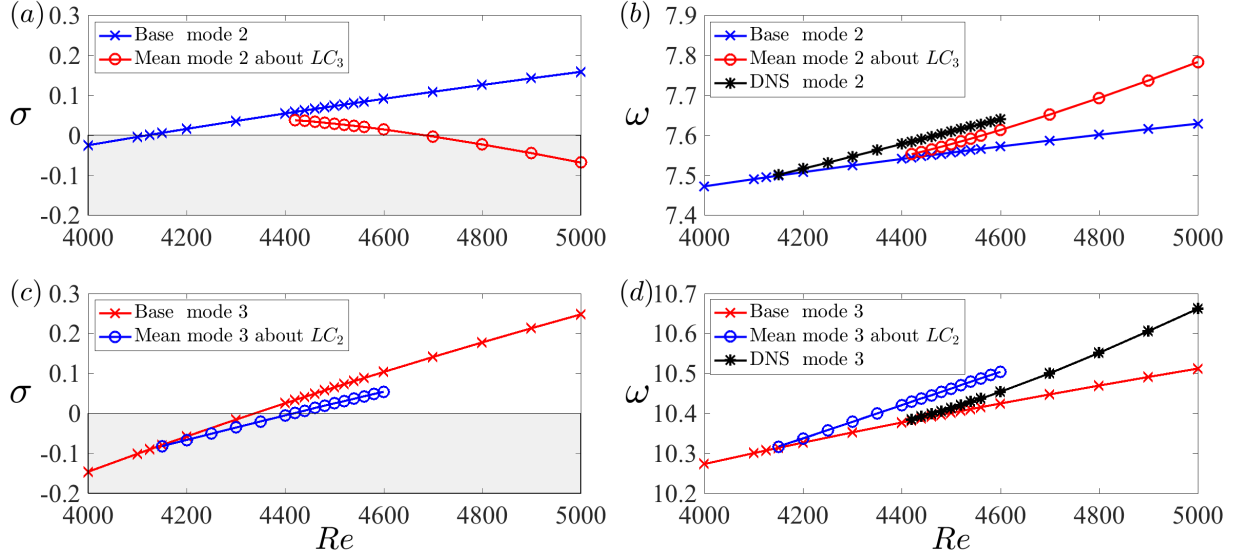 (a)
0.3
0.2
0.1
0
-0.1
-0.2
σ
Base mode 2
Mean mode 2 about LC₃
4000 4200 4400 4600 4800 5000
(b)
7.9
7.8
7.7
7.6
7.5
7.4
ω
Base mode 2
Mean mode 2 about LC₃
DNS mode 2
4000 4200 4400 4600 4800 5000
(c)
0.3
0.2
0.1
0
-0.1
-0.2
σ
Base mode 3
Mean mode 3 about LC₂
4000 4200 4400 4600 4800 5000
Re
(d)
10.7
10.6
10.5
10.4
10.3
10.2
ω
Base mode 3
Mean mode 3 about LC₂
DNS mode 3
4000 4200 4400 4600 4800 5000
Re